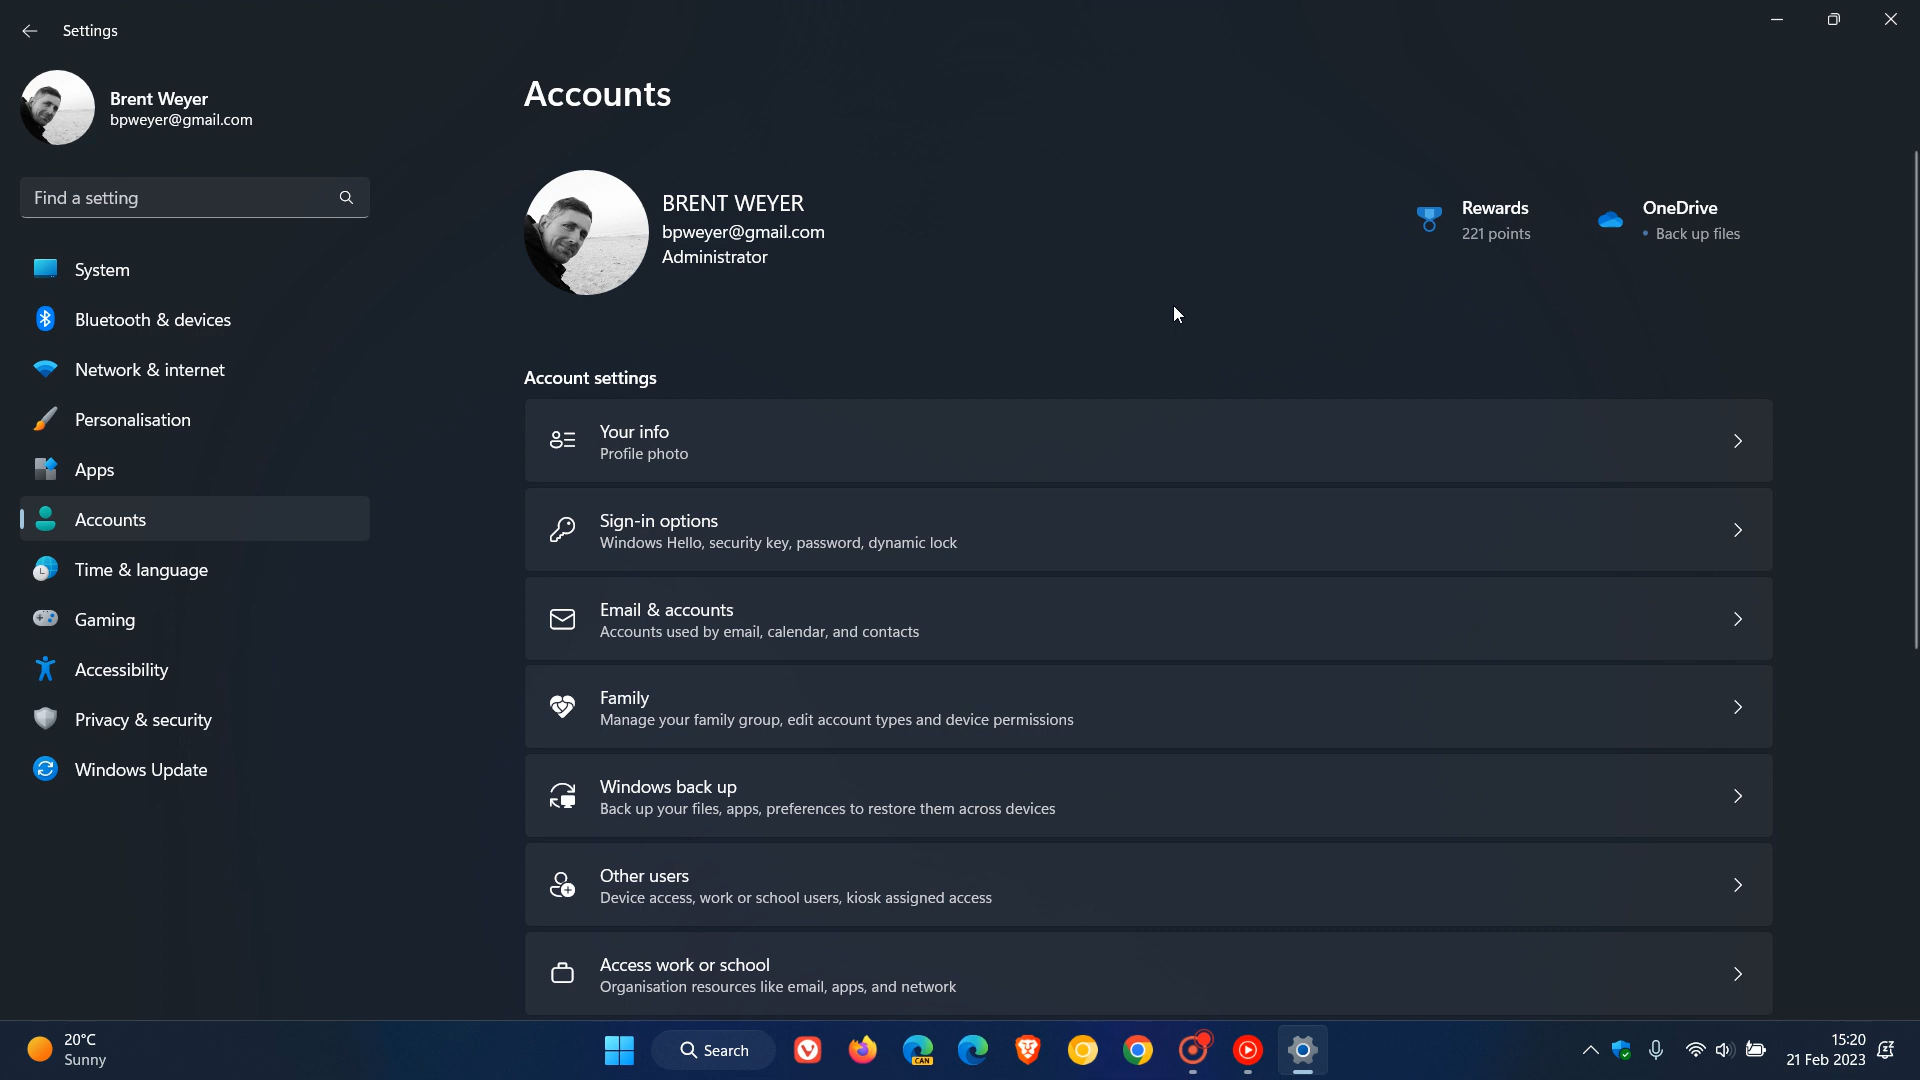 Settings
Brent Weyer
bpweyer@gmail.com
Find a setting
System
Bluetooth & devices
Network & internet
Personalisation
Apps
Accounts
Time & language
Gaming
Accessibility
Privacy & security
Windows Update
Accounts
BRENT WEYER
bpweyer@gmail.com
Administrator
Rewards
221 points
OneDrive
• Back up files
Account settings
Your info
Profile photo
Sign-in options
Windows Hello, security key, password, dynamic lock
Email & accounts
Accounts used by email, calendar, and contacts
Family
Manage your family group, edit account types and device permissions
Windows back up
Back up your files, apps, preferences to restore them across devices
Other users
Device access, work or school users, kiosk assigned access
Access work or school
Organisation resources like email, apps, and network
20°C
Sunny
Search
CAN
15:20
21 Feb 2023